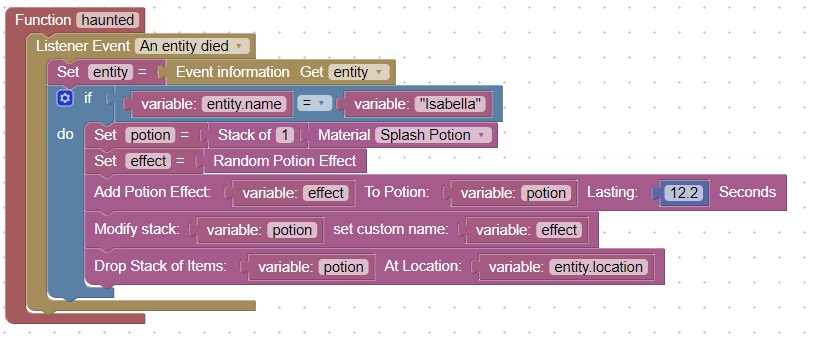 Function haunted
Listener Event An entity died
Set entity = Event information Get entity
if variable: entity.name = variable: "Isabella"
do Set potion = Stack of 1 Material Splash Potion
Set effect = Random Potion Effect
Add Potion Effect: variable: effect To Potion: variable: potion Lasting: 12.2 Seconds
Modify stack: variable: potion set custom name: variable: effect
Drop Stack of Items: variable: potion At Location: variable: entity.location